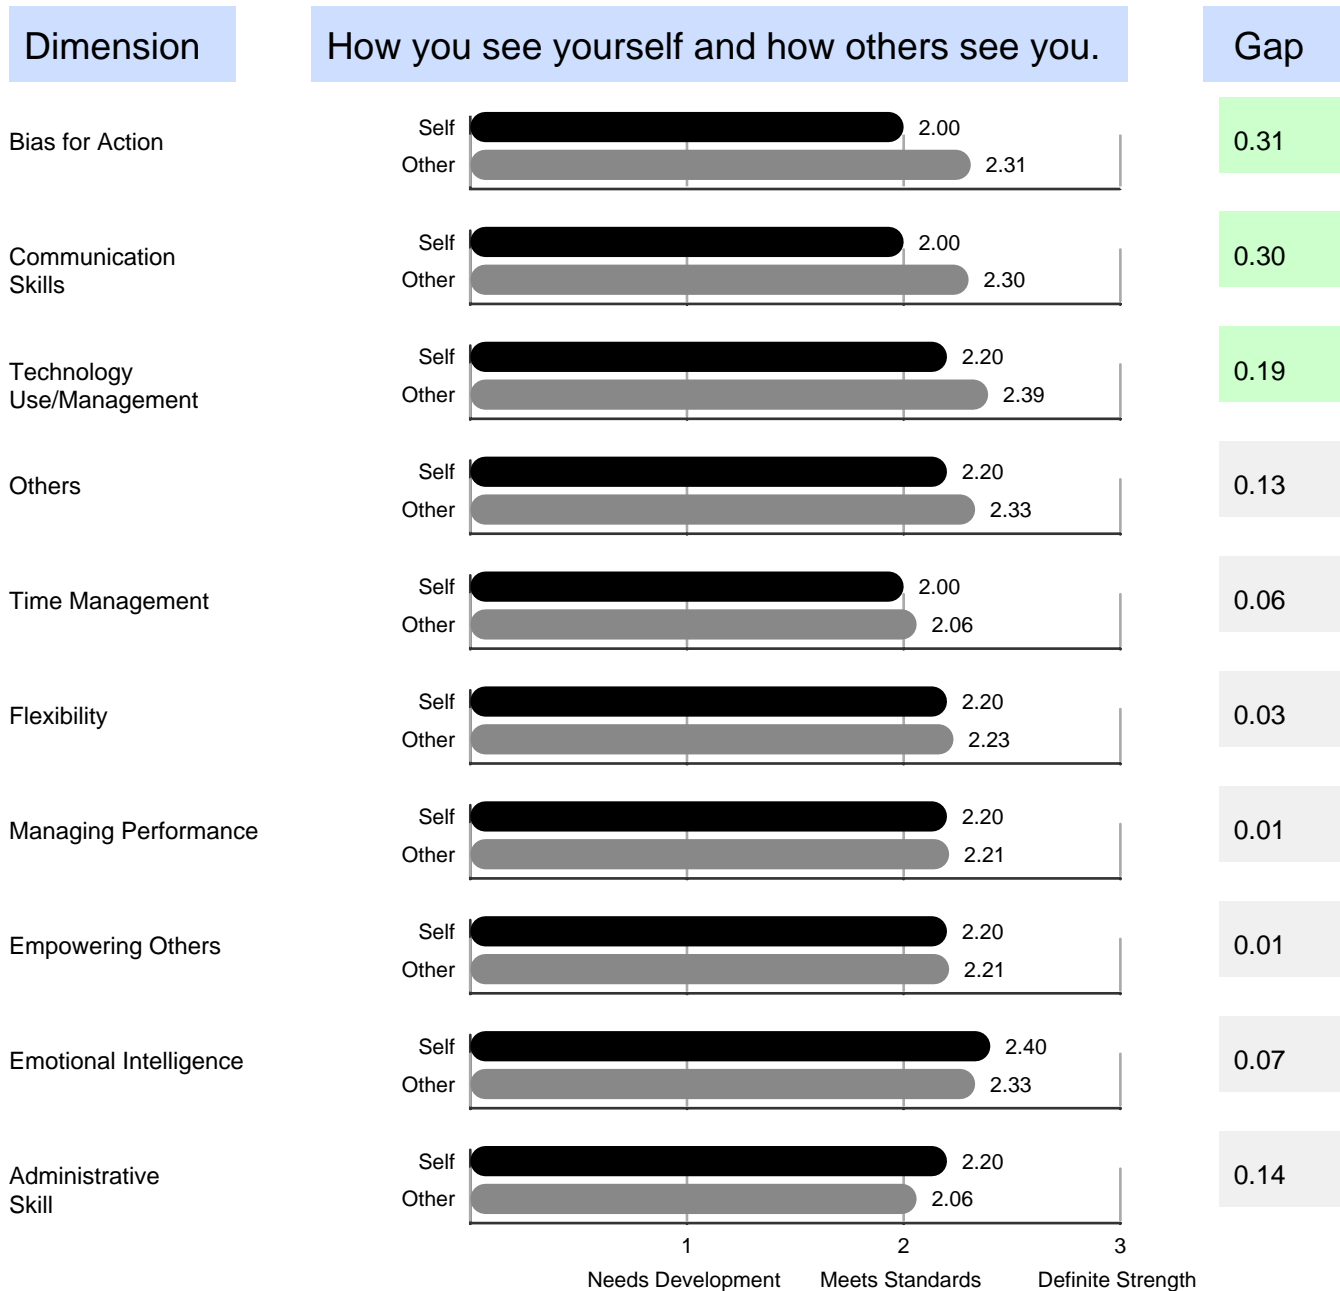 Dimension
How you see yourself and how others see you.
Gap
Bias for Action
Self
2.00
Other
2.31
0.31
Communication
Skills
Self
2.00
Other
2.30
0.30
Technology
Use/Management
Self
2.20
Other
2.39
0.19
Others
Self
2.20
Other
2.33
0.13
Time Management
Self
2.00
Other
2.06
0.06
Flexibility
Self
2.20
Other
2.23
0.03
Managing Performance
Self
2.20
Other
2.21
0.01
Empowering Others
Self
2.20
Other
2.21
0.01
Emotional Intelligence
Self
2.40
Other
2.33
0.07
Administrative
Skill
Self
2.20
Other
2.06
0.14
1
2
3
Needs Development
Meets Standards
Definite Strength